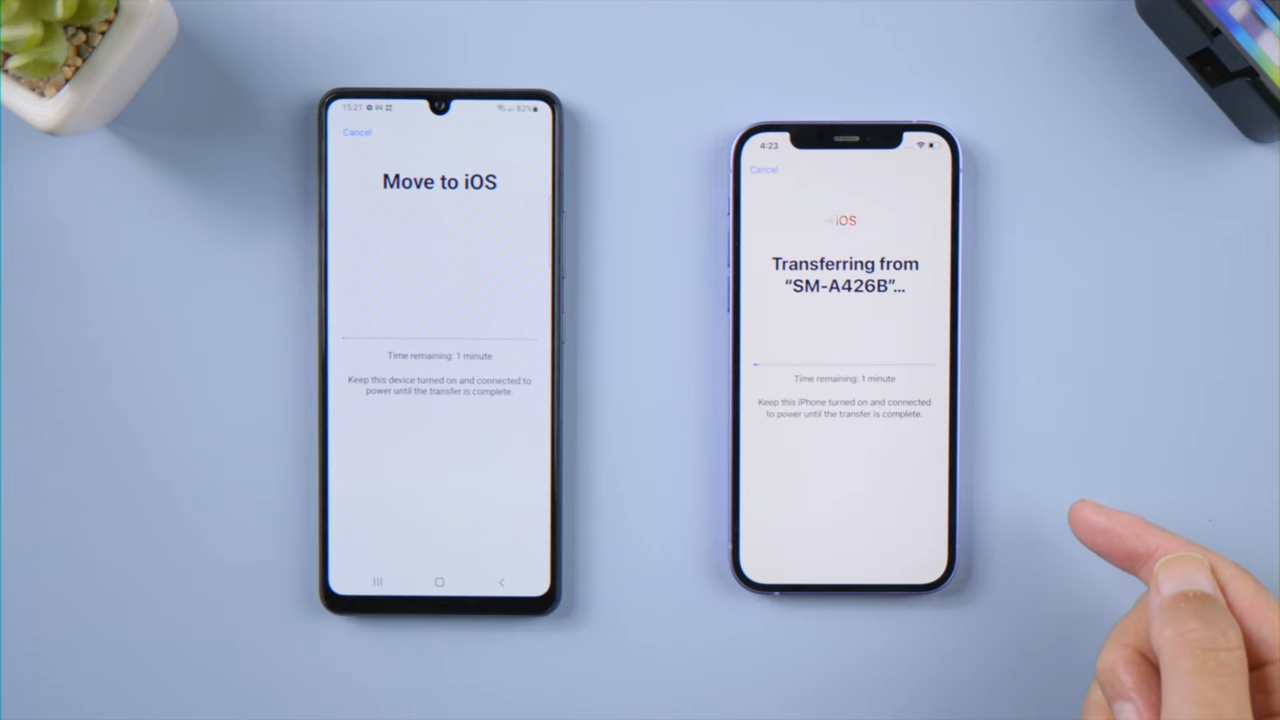 15:21
82%
Cancel
Move to iOS
Time remaining: 1 minute
Keep this device turned on and connected to
power until the transfer is complete.
4:23
Cancel
iOS
Transferring from
“SM-A426B”...
Time remaining: 1 minute
Keep this iPhone turned on and connected
to power until the transfer is complete.